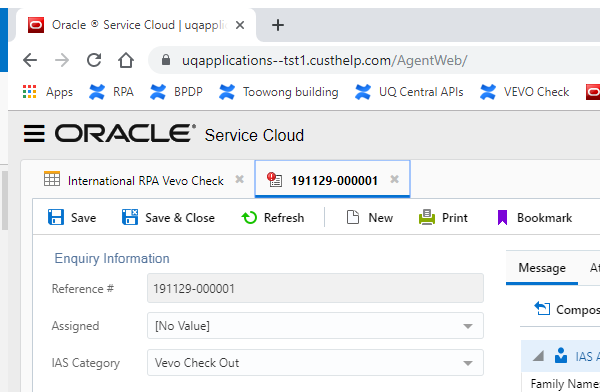 Oracle ® Service Cloud | uqapplic
uqapplications--tst1.custhelp.com/AgentWeb/
Apps RPA BPDP Toowong building UQ Central APIs VEVO Check
ORACLE® Service Cloud
International RPA Vevo Check 191129-000001
Save Save & Close Refresh New Print Bookmark
Enquiry Information
Message At
Reference # 191129-000001
Assigned [No Value]
Compos
IAS Category Vevo Check Out
IAS A
Family Name